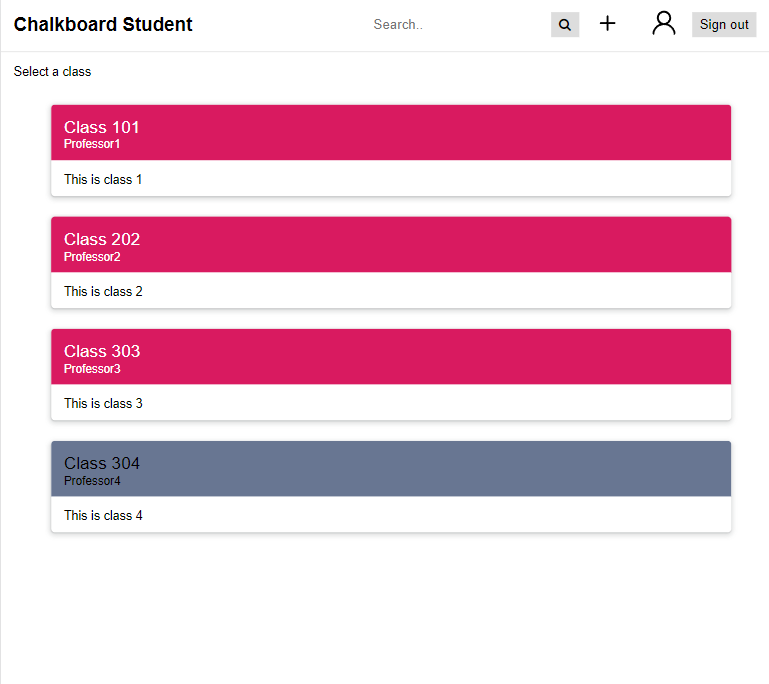 Chalkboard Student
Search..
Sign out
Select a class
Class 101
Professor1
This is class 1
Class 202
Professor2
This is class 2
Class 303
Professor3
This is class 3
Class 304
Professor4
This is class 4